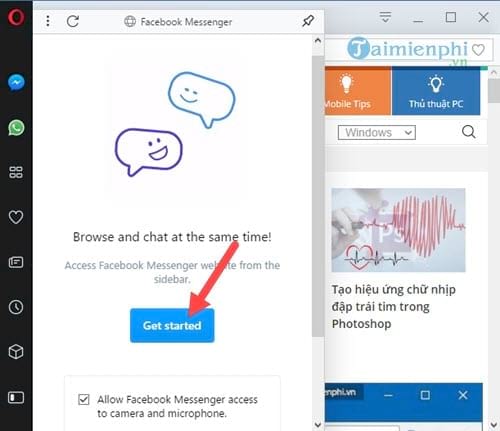 Facebook Messenger
Browse and chat at the same time!
Access Facebook Messenger website from the
sidebar.
Get started
Allow Facebook Messenger access
to camera and microphone.
Taimienphi
.vn
Mobile Tips
Thủ thuật PC
Windows
Tạo hiệu ứng chữ nhịp
đập trái tim trong
Photoshop
enphi.vn